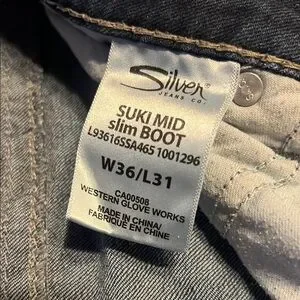 Silver
JEANS CO.
SUKI MID
slim BOOT
L93616SSA465 1001296
W36/L31
CA00508
WESTERN GLOVE WORKS
MADE IN CHINA/
FABRIQUÉ EN CHINE